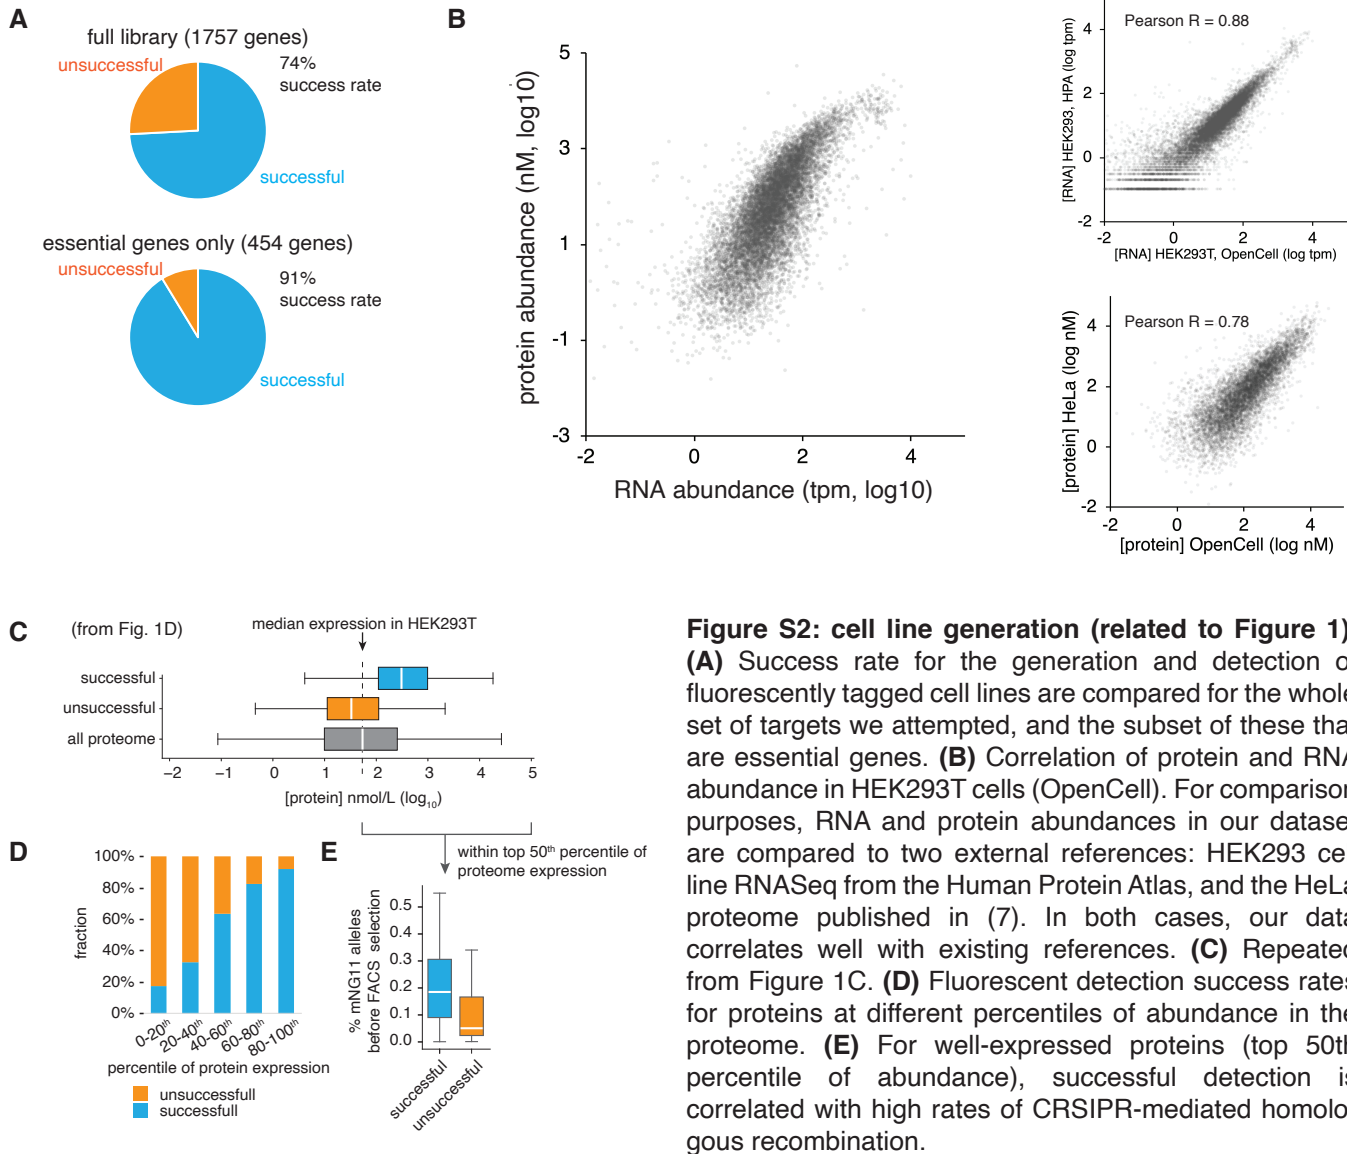 A
full library (1757 genes)
unsuccessful
74%
success rate
successful
essential genes only (454 genes)
unsuccessful
91%
success rate
successful
B
protein abundance (nM, log10)
5
3
1
-1
-3
-2
0
2
4
RNA abundance (tpm, log10)
Pearson R = 0.88
[RNA] HEK293, HPA (log tpm)
4
2
0
-2
-2
0
2
4
[RNA] HEK293T, OpenCell (log tpm)
Pearson R = 0.78
[protein] HeLa (log nM)
4
2
0
-2
-2
0
2
4
[protein] OpenCell (log nM)
C
(from Fig. 1D)
median expression in HEK293T
successful
unsuccessful
all proteome
−2
−1
0
1
2
3
4
5
[protein] nmol/L (log10)
D
100%
80%
60%
40%
20%
0%
fraction
0-20th
20-40th
40-60th
60-80th
80-100th
percentile of protein expression
unsuccessfull
successfull
E
within top 50th percentile of
proteome expression
% mNG11 alleles
before FACS selection
0.5
0.4
0.3
0.2
0.1
0.0
successful
unsuccessful
Figure S2: cell line generation (related to Figure 1)
(A) Success rate for the generation and detection o
fluorescently tagged cell lines are compared for the whole
set of targets we attempted, and the subset of these tha
are essential genes. (B) Correlation of protein and RNA
abundance in HEK293T cells (OpenCell). For comparison
purposes, RNA and protein abundances in our datase
are compared to two external references: HEK293 ce
line RNASeq from the Human Protein Atlas, and the HeLa
proteome published in (7). In both cases, our data
correlates well with existing references. (C) Repeated
from Figure 1C. (D) Fluorescent detection success rates
for proteins at different percentiles of abundance in the
proteome. (E) For well-expressed proteins (top 50th
percentile of abundance), successful detection is
correlated with high rates of CRSIPR-mediated homolo
gous recombination.